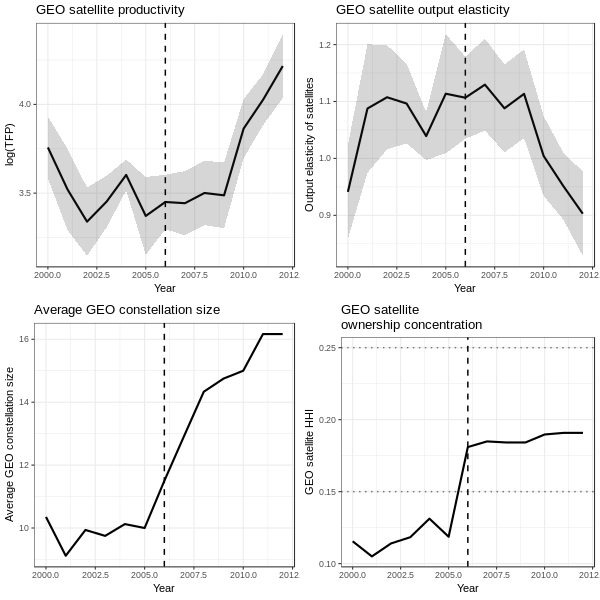 GEO satellite productivity
log(TFP)
4.0
3.5
2000.0 2002.5 2005.0 2007.5 2010.0 2012.
Year
GEO satellite output elasticity
Output elasticity of satellites
1.2
1.1
1.0
0.9
2000.0 2002.5 2005.0 2007.5 2010.0 2012.
Year
Average GEO constellation size
Average GEO constellation size
16
14
12
10
2000.0 2002.5 2005.0 2007.5 2010.0 2012
Year
GEO satellite
ownership concentration
GEO satellite HHI
0.25
0.20
0.15
0.10
2000.0 2002.5 2005.0 2007.5 2010.0 2012.
Year